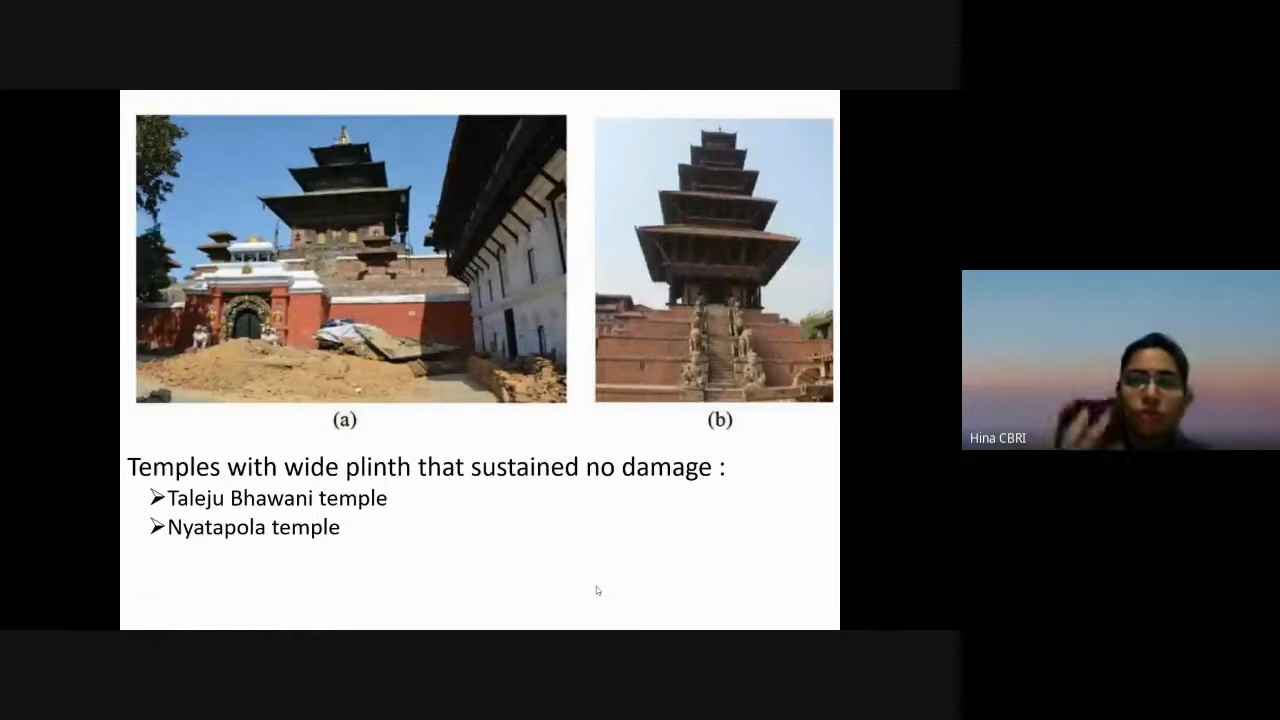 (a)
(b)
Temples with wide plinth that sustained no damage :
➢Taleju Bhawani temple
➢Nyatapola temple
Hina CBRI